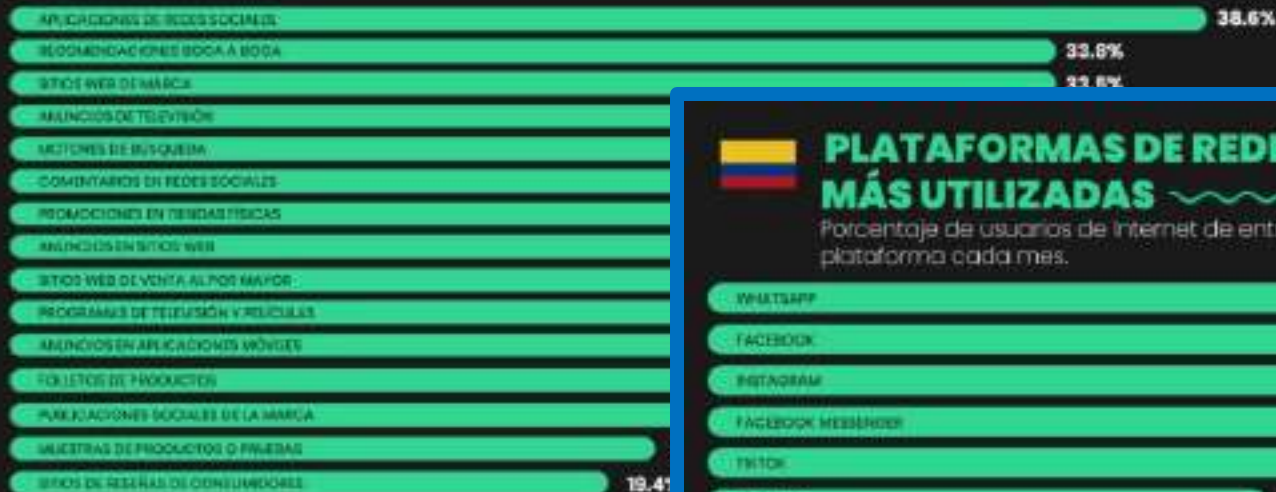 APLICACIONES DE REDES SOCIALES 38.6%
RECOMENDACIONES BOCA A BOCA 33.8%
SITIOS WEB DE MARCA
ANUNCIOS DE TELEVISIÓN
MOTORES DE BÚSQUEDA
COMENTARIOS EN REDES SOCIALES
PROMOCIONES EN TIENDAS FÍSICAS
ANUNCIOS EN SITIOS WEB
SITIOS WEB DE VENTA AL POR MAYOR
PROGRAMAS DE TELEVISIÓN Y PELÍCULAS
ANUNCIOS EN APLICACIONES MÓVILES
FOLLETOS DE PRODUCTOS
PUBLICACIONES SOCIALES DE LA MARCA
MUESTRAS DE PRODUCTOS O PRUEBAS
SITIOS DE RESEÑAS DE CONSUMIDORES 19.4
PLATAFORMAS DE REDE
MÁS UTILIZADAS
Porcentaje de usuarios de Internet de ent
plataforma cada mes.
WHATSAPP
FACEBOOK
INSTAGRAM
FACEBOOK MESSENGER
TIKTOK